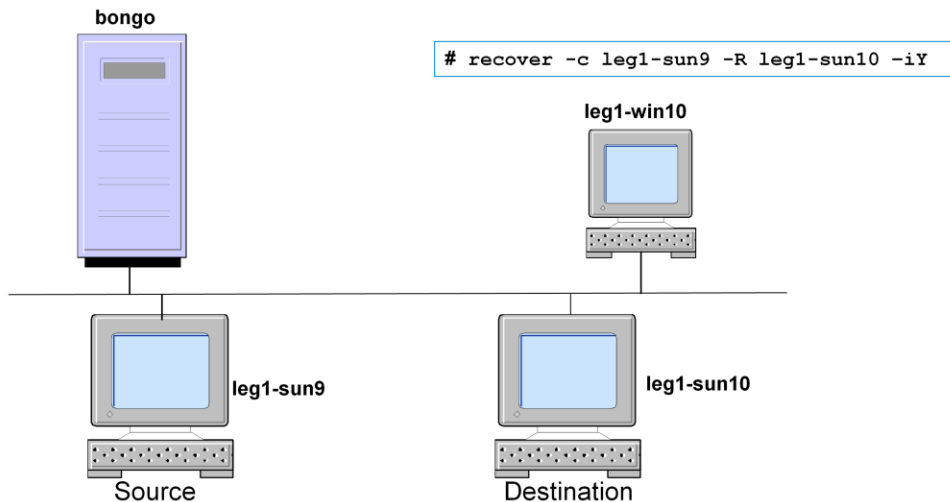 bongo
# recover -c leg1-sun9 -R leg1-sun10 –iY
leg1-win10
leg1-sun9
leg1-sun10
Source
Destination